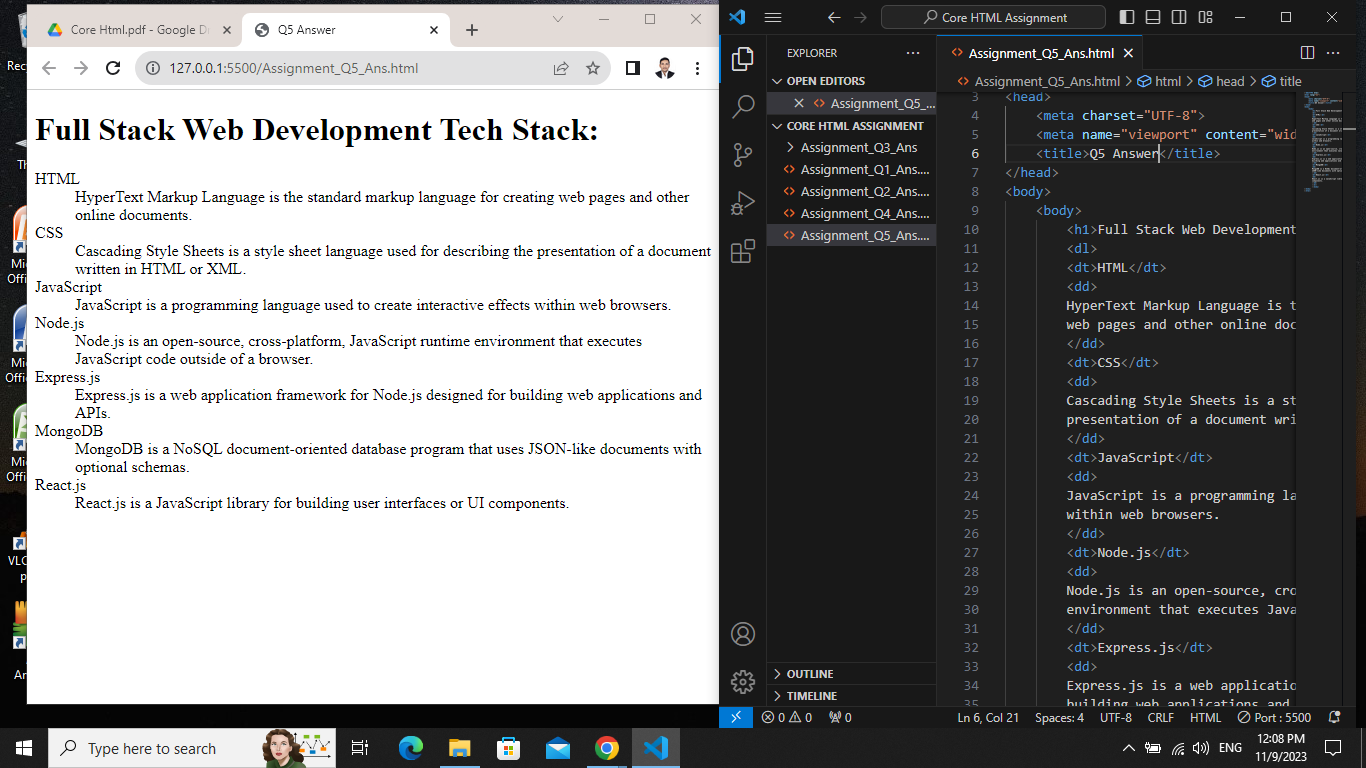 Core Html.pdf - Google D
Q5 Answer
127.0.0.1:5500/Assignment_Q5_Ans.html
Full Stack Web Development Tech Stack:
HTML
HyperText Markup Language is the standard markup language for creating web pages and other
online documents.
CSS
Cascading Style Sheets is a style sheet language used for describing the presentation of a document
written in HTML or XML.
JavaScript
JavaScript is a programming language used to create interactive effects within web browsers.
Node.js
Node.js is an open-source, cross-platform, JavaScript runtime environment that executes
JavaScript code outside of a browser.
Express.js
Express.js is a web application framework for Node.js designed for building web applications and
APIs.
MongoDB
MongoDB is a NoSQL document-oriented database program that uses JSON-like documents with
optional schemas.
React.js
React.js is a JavaScript library for building user interfaces or UI components.
Core HTML Assignment
EXPLORER
OPEN EDITORS
Assignment_Q5_...
CORE HTML ASSIGNMENT
Assignment_Q3_Ans
Assignment_Q1_Ans....
Assignment_Q2_Ans....
Assignment_Q4_Ans....
Assignment_Q5_Ans....
OUTLINE
TIMELINE
Assignment_Q5_Ans.html
Assignment_Q5_Ans.html > html > head > title
3 <head>
4 <meta charset="UTF-8">
5 <meta name="viewport" content="wid
6 <title>Q5 Answer</title>
7 </head>
8 <body>
9 <body>
10 <h1>Full Stack Web Development
11 <dl>
12 <dt>HTML</dt>
13 <dd>
14 HyperText Markup Language is t
15 web pages and other online doc
16 </dd>
17 <dt>CSS</dt>
18 <dd>
19 Cascading Style Sheets is a st
20 presentation of a document wri
21 </dd>
22 <dt>JavaScript</dt>
23 <dd>
24 JavaScript is a programming la
25 within web browsers.
26 </dd>
27 <dt>Node.js</dt>
28 <dd>
29 Node.js is an open-source, cro
30 environment that executes Java
31 </dd>
32 <dt>Express.js</dt>
33 <dd>
34 Express.js is a web applicatio
35 building web applications and
0 0 0
Ln 6, Col 21 Spaces: 4 UTF-8 CRLF HTML Port : 5500
Rec
Th
Mi
Offi
Mi
Offi
Mi
Offi
VLC
p
Ar
Type here to search
ENG
12:08 PM
11/9/2023